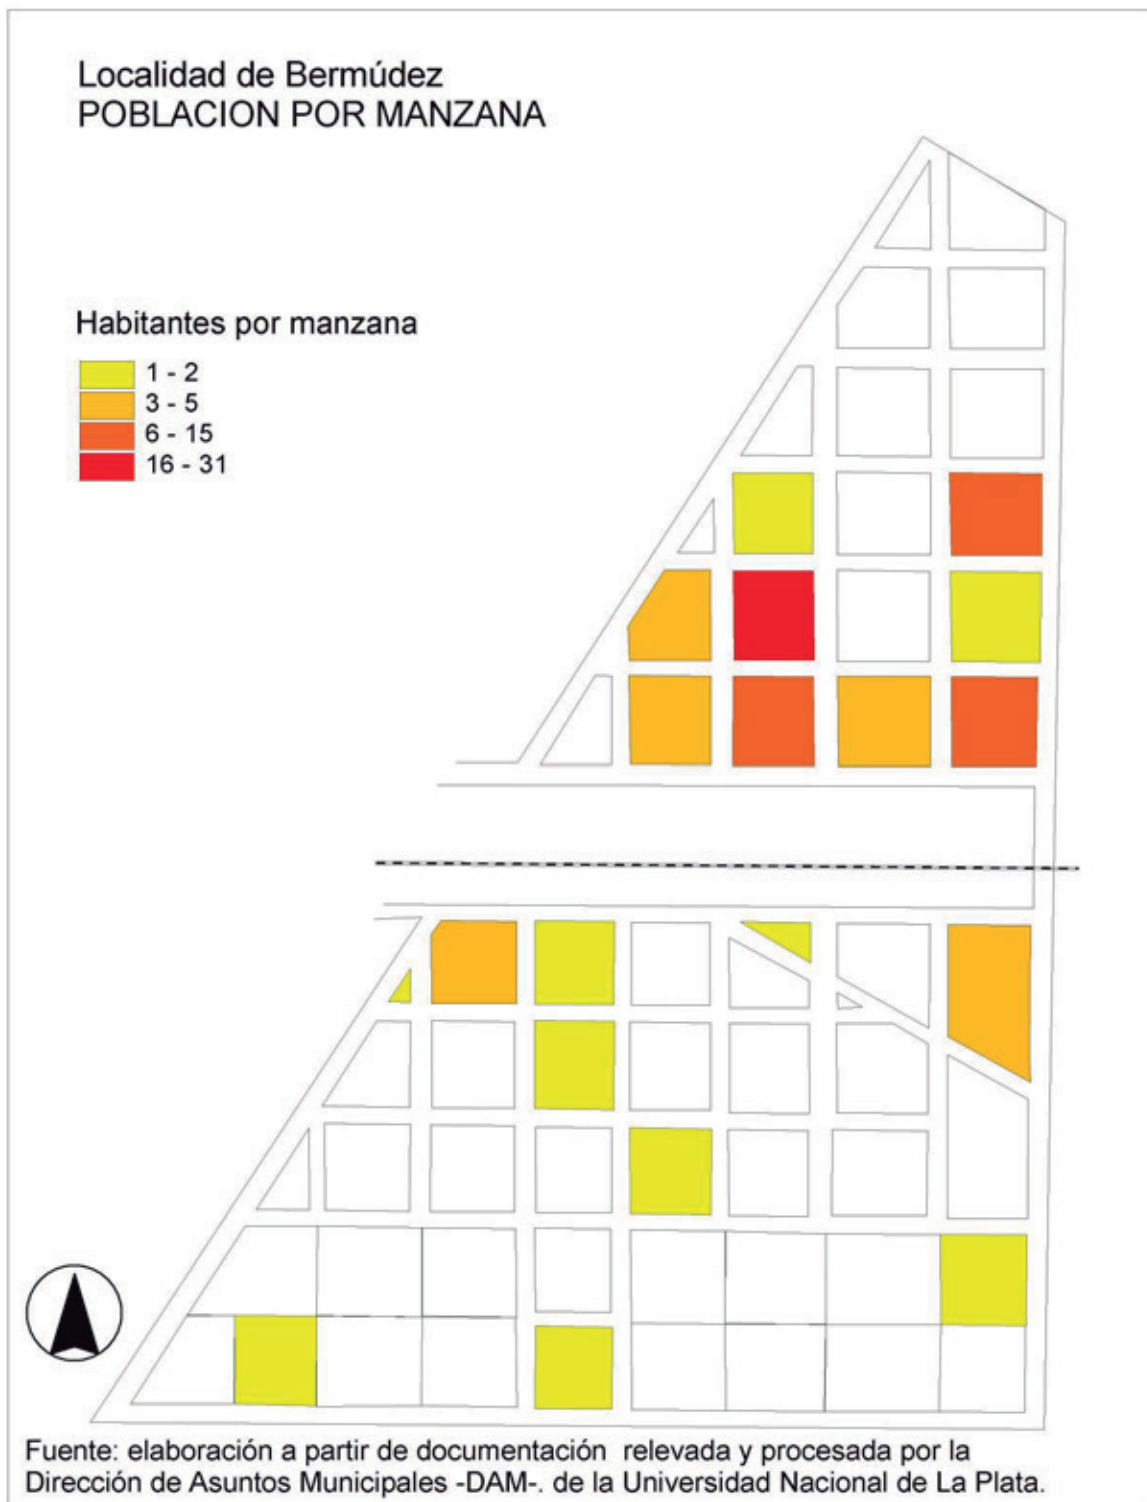 Localidad de Bermúdez
POBLACION POR MANZANA
Habitantes por manzana
1 - 2
3 - 5
6 - 15
16 - 31
Fuente: elaboración a partir de documentación relevada y procesada por la
Dirección de Asuntos Municipales -DAM-. de la Universidad Nacional de La Plata.